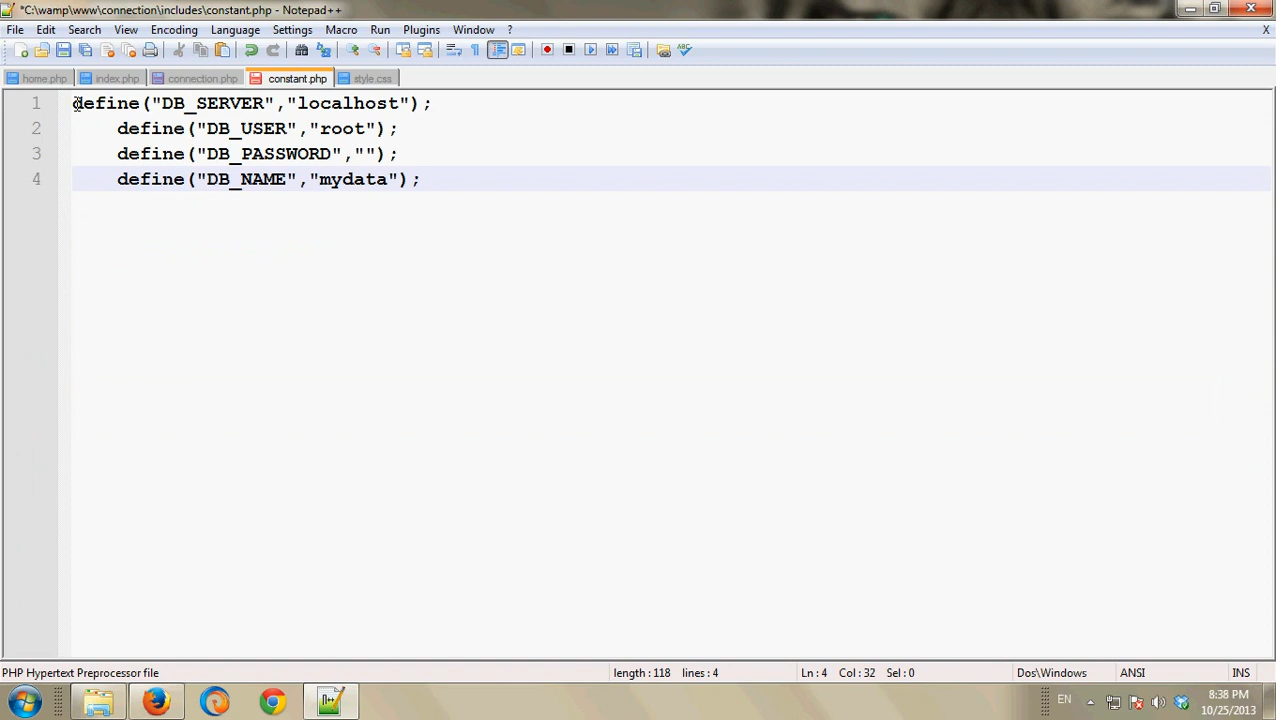 *C:\wamp\www\connection\includes\constant.php - Notepad++
File Edit Search View Encoding Language Settings Macro Run Plugins Window ? X
home.php index.php connection.php constant.php style.css
1 define("DB_SERVER","localhost");
2 define("DB_USER","root");
3 define("DB_PASSWORD","");
4 define("DB_NAME","mydata");
PHP Hypertext Preprocessor file length : 118 lines : 4 Ln : 4 Col : 32 Sel : 0 Dos\Windows ANSI INS
EN 8:38 PM
10/25/2013